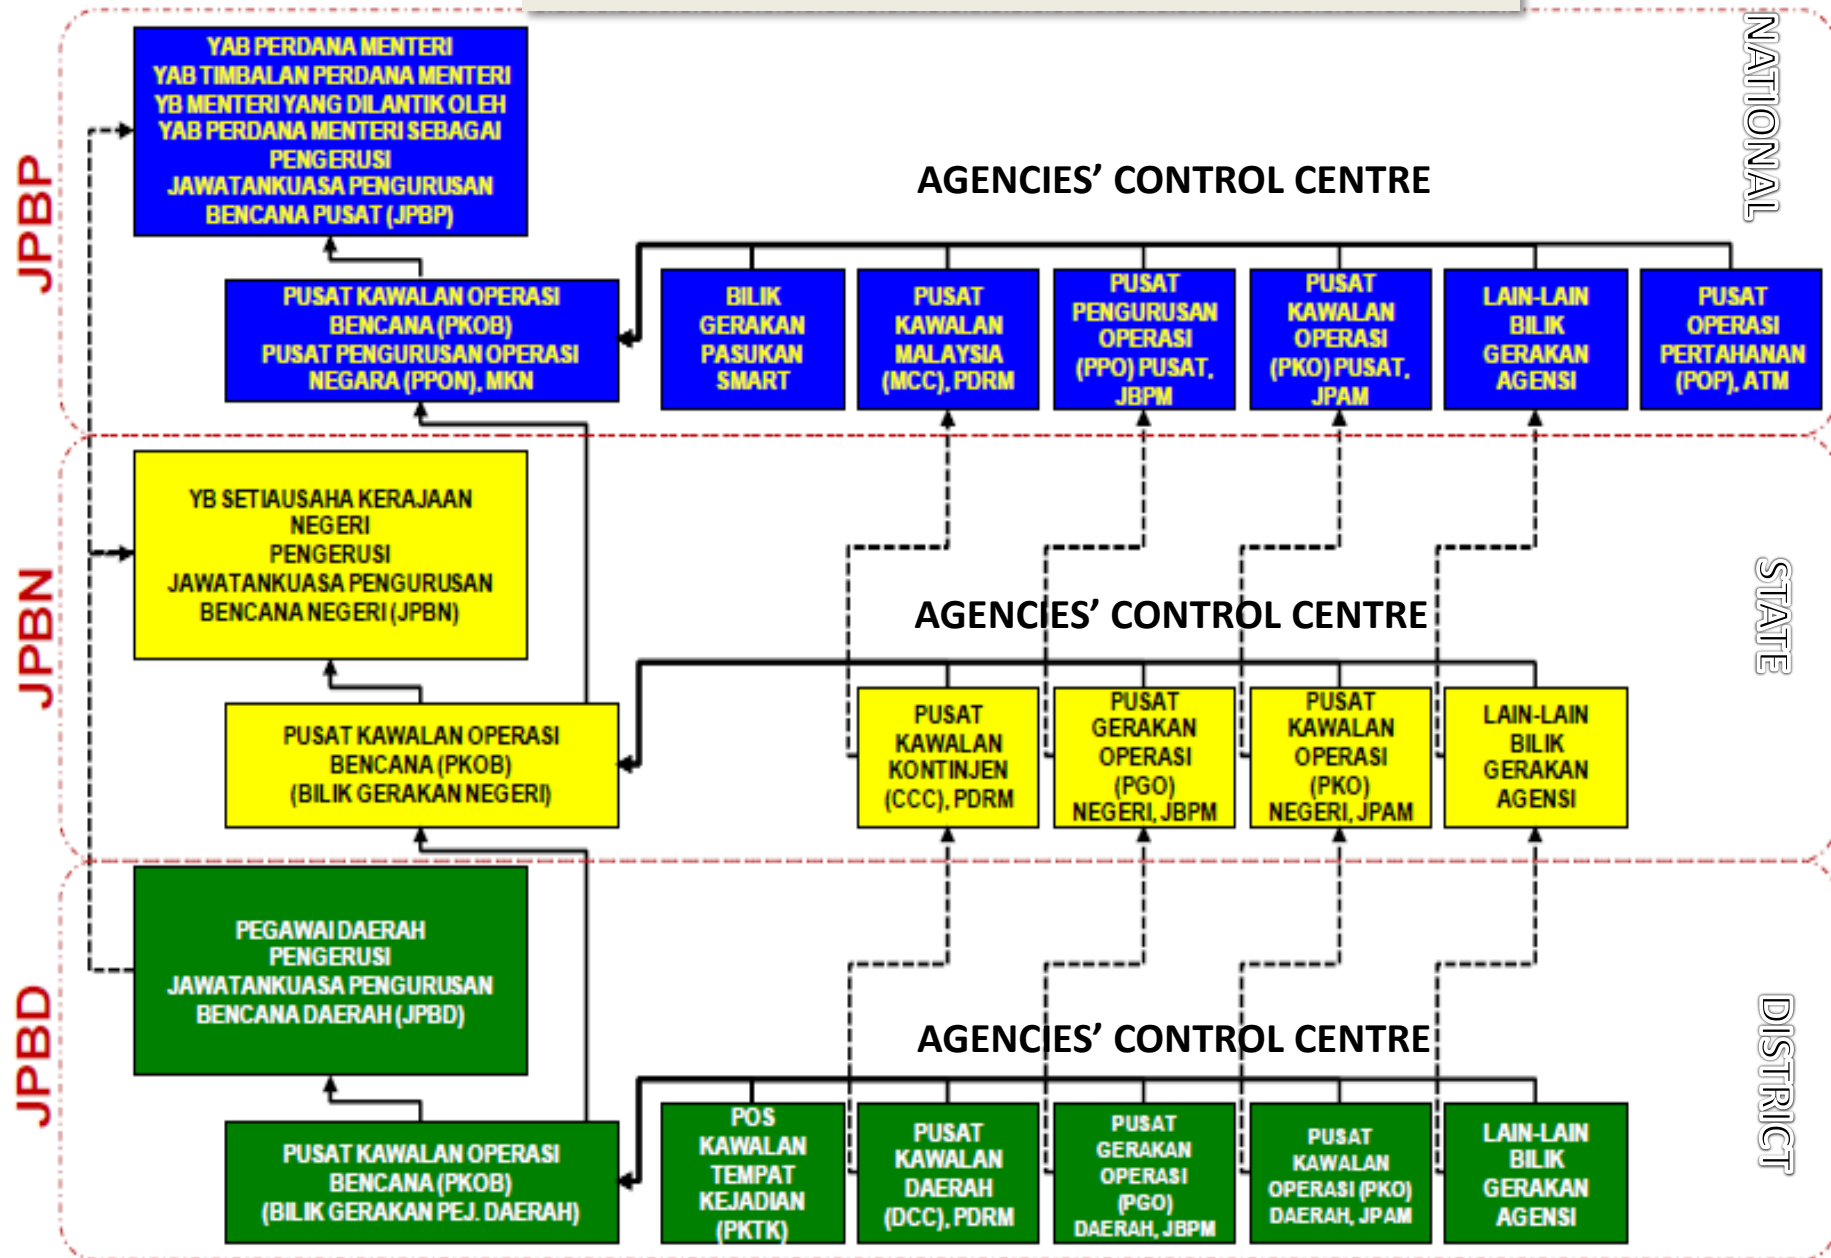 NATIONAL
JPBP
YAB PERDANA MENTERI
YAB TIMBALAN PERDANA MENTERI
YB MENTERI YANG DILANTIK OLEH
YAB PERDANA MENTERI SEBAGAI
PENGERUSI
JAWATANKUASA PENGURUSAN
BENCANA PUSAT (JPBP)
AGENCIES’ CONTROL CENTRE
PUSAT KAWALAN OPERASI
BENCANA (PKOB)
PUSAT PENGURUSAN OPERASI
NEGARA (PPON), MKN
BILIK
GERAKAN
PASUKAN
SMART
PUSAT
KAWALAN
MALAYSIA
(MCC), PDRM
PUSAT
PENGURUSAN
OPERASI
(PPO) PUSAT,
JBPM
PUSAT
KAWALAN
OPERASI
(PKO) PUSAT,
JPAM
LAIN-LAIN
BILIK
GERAKAN
AGENSI
PUSAT
OPERASI
PERTAHANAN
(POP), ATM
STATE
JPBN
YB SETIAUSAHA KERAJAAN
NEGERI
PENGERUSI
JAWATANKUASA PENGURUSAN
BENCANA NEGERI (JPBN)
AGENCIES’ CONTROL CENTRE
PUSAT KAWALAN OPERASI
BENCANA (PKOB)
(BILIK GERAKAN NEGERI)
PUSAT
KAWALAN
KONTINJEN
(CCC), PDRM
PUSAT
GERAKAN
OPERASI
(PGO)
NEGERI, JBPM
PUSAT
KAWALAN
OPERASI
(PKO)
NEGERI, JPAM
LAIN-LAIN
BILIK
GERAKAN
AGENSI
DISTRICT
JPBD
PEGAWAI DAERAH
PENGERUSI
JAWATANKUASA PENGURUSAN
BENCANA DAERAH (JPBD)
AGENCIES’ CONTROL CENTRE
PUSAT KAWALAN OPERASI
BENCANA (PKOB)
(BILIK GERAKAN PEJ. DAERAH)
POS
KAWALAN
TEMPAT
KEJADIAN
(PKTK)
PUSAT
KAWALAN
DAERAH
(DCC), PDRM
PUSAT
GERAKAN
OPERASI
(PGO)
DAERAH, JBPM
PUSAT
KAWALAN
OPERASI (PKO)
DAERAH, JPAM
LAIN-LAIN
BILIK
GERAKAN
AGENSI